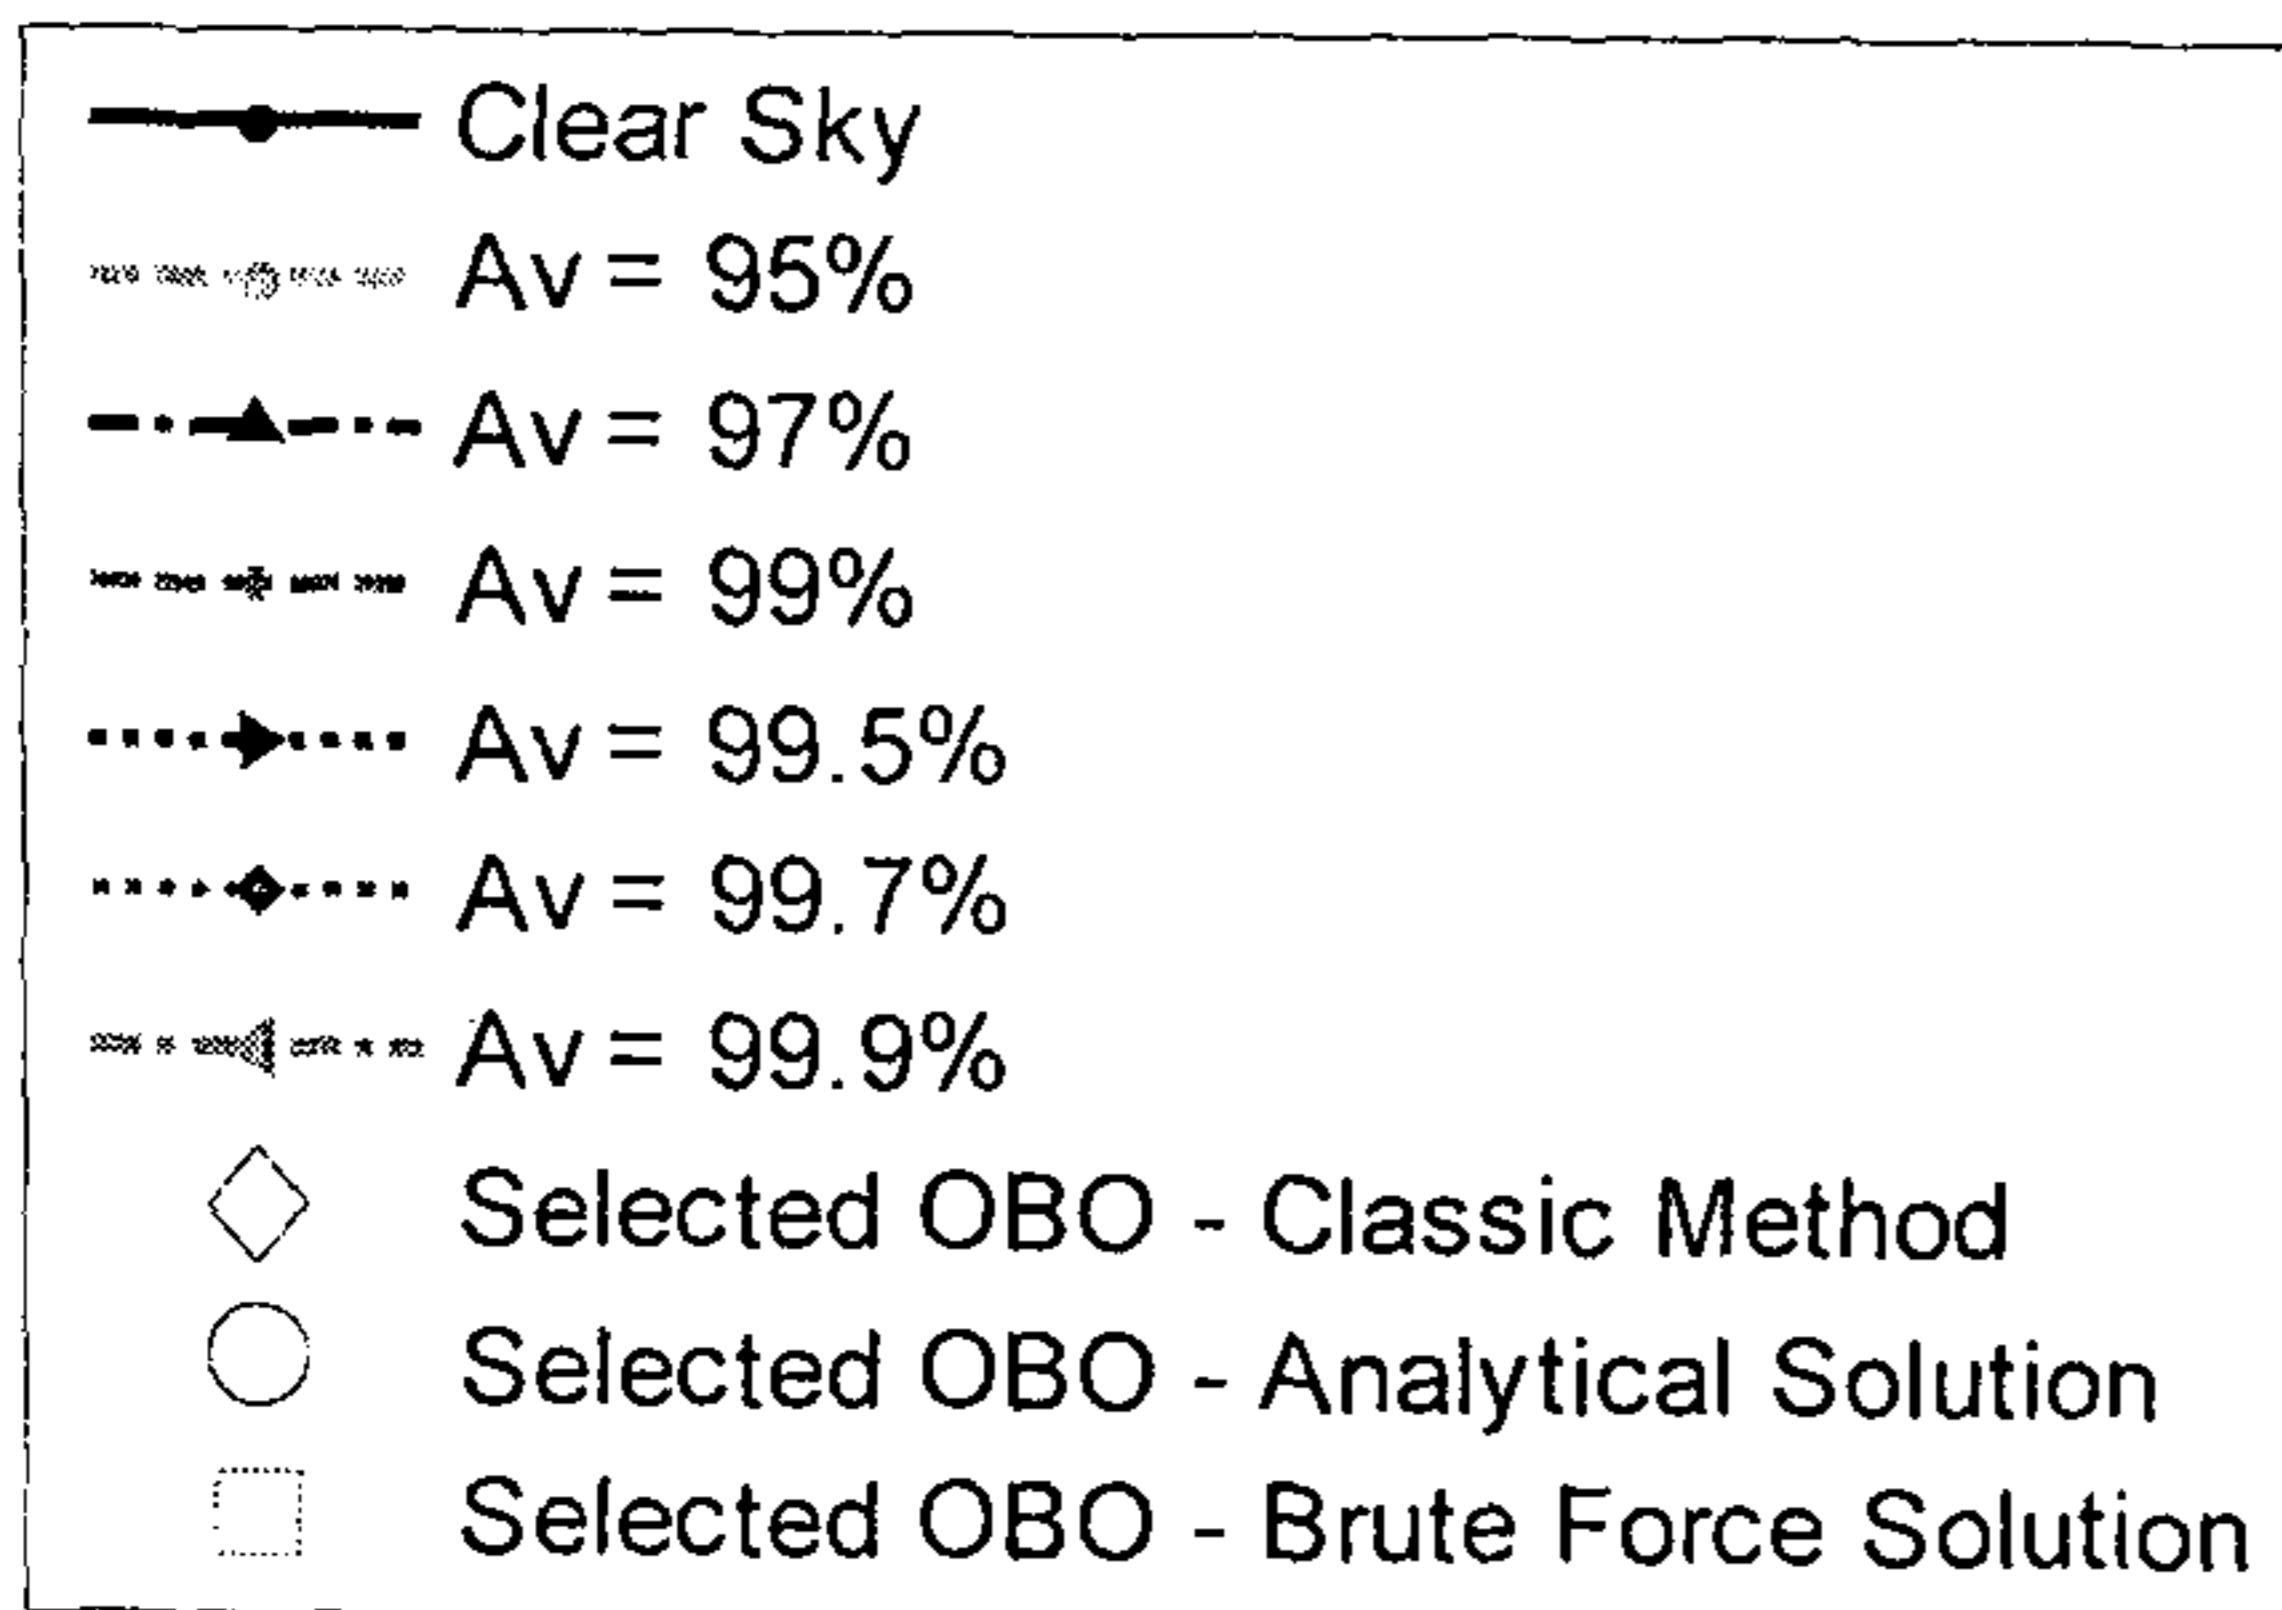 Clear Sky
Av = 95%
Av = 97%
Av = 99%
Av = 99.5%
Av = 99.7%
Av = 99.9%
Selected OBO - Classic Method
Selected OBO - Analytical Solution
Selected OBO - Brute Force Solution